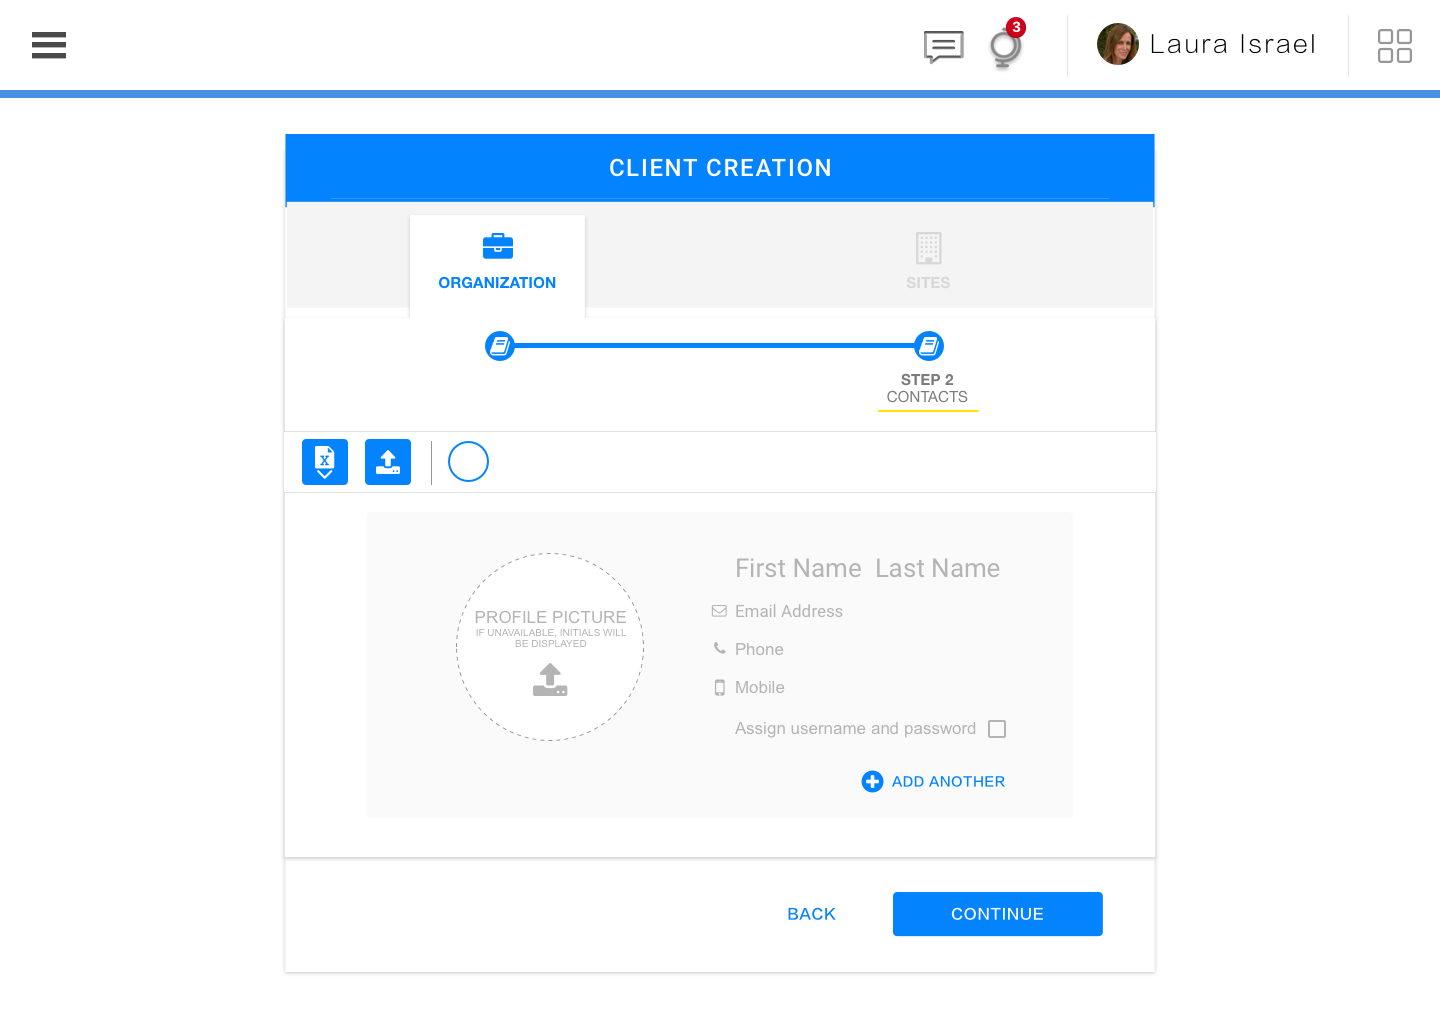 3
Laura Israel
CLIENT CREATION
ORGANIZATION
SITES
STEP 2
CONTACTS
X
PROFILE PICTURE
IF UNAVAILABLE, INITIALS WILL
BE DISPLAYED
First Name Last Name
Email Address
Phone
Mobile
Assign username and password
ADD ANOTHER
BACK
CONTINUE